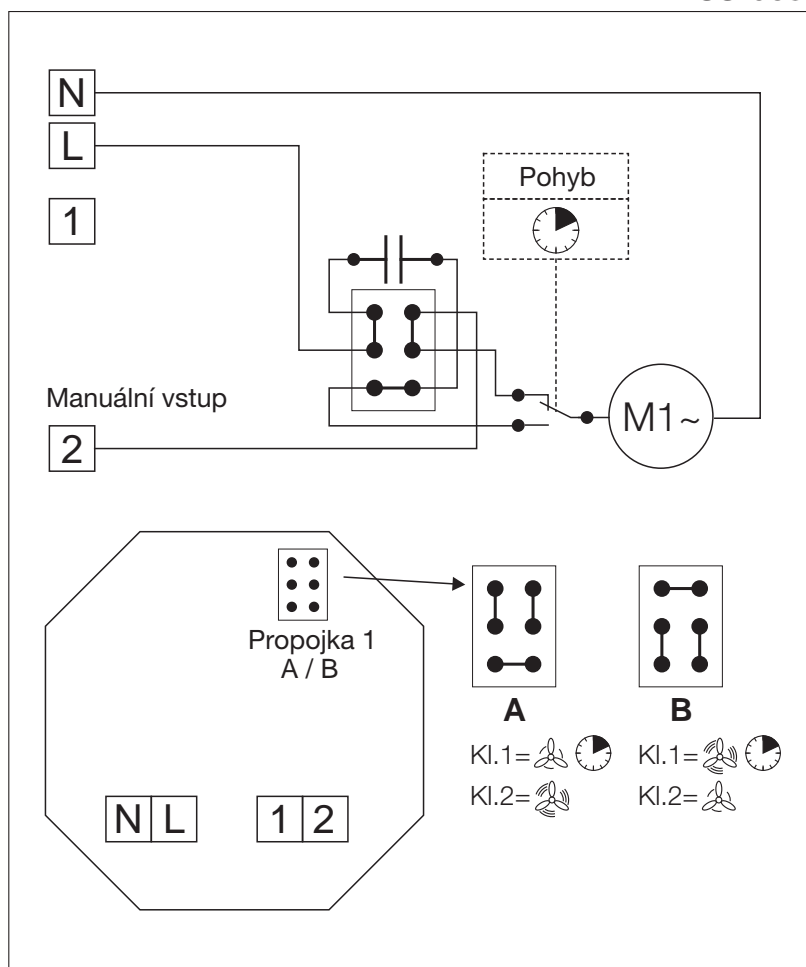 N
L
Pohyb
1
Manuální vstup
2
M1~
Propojka 1
A / B
A
B
Kl.1=
Kl.1=
Kl.2=
Kl.2=
N L
1 2